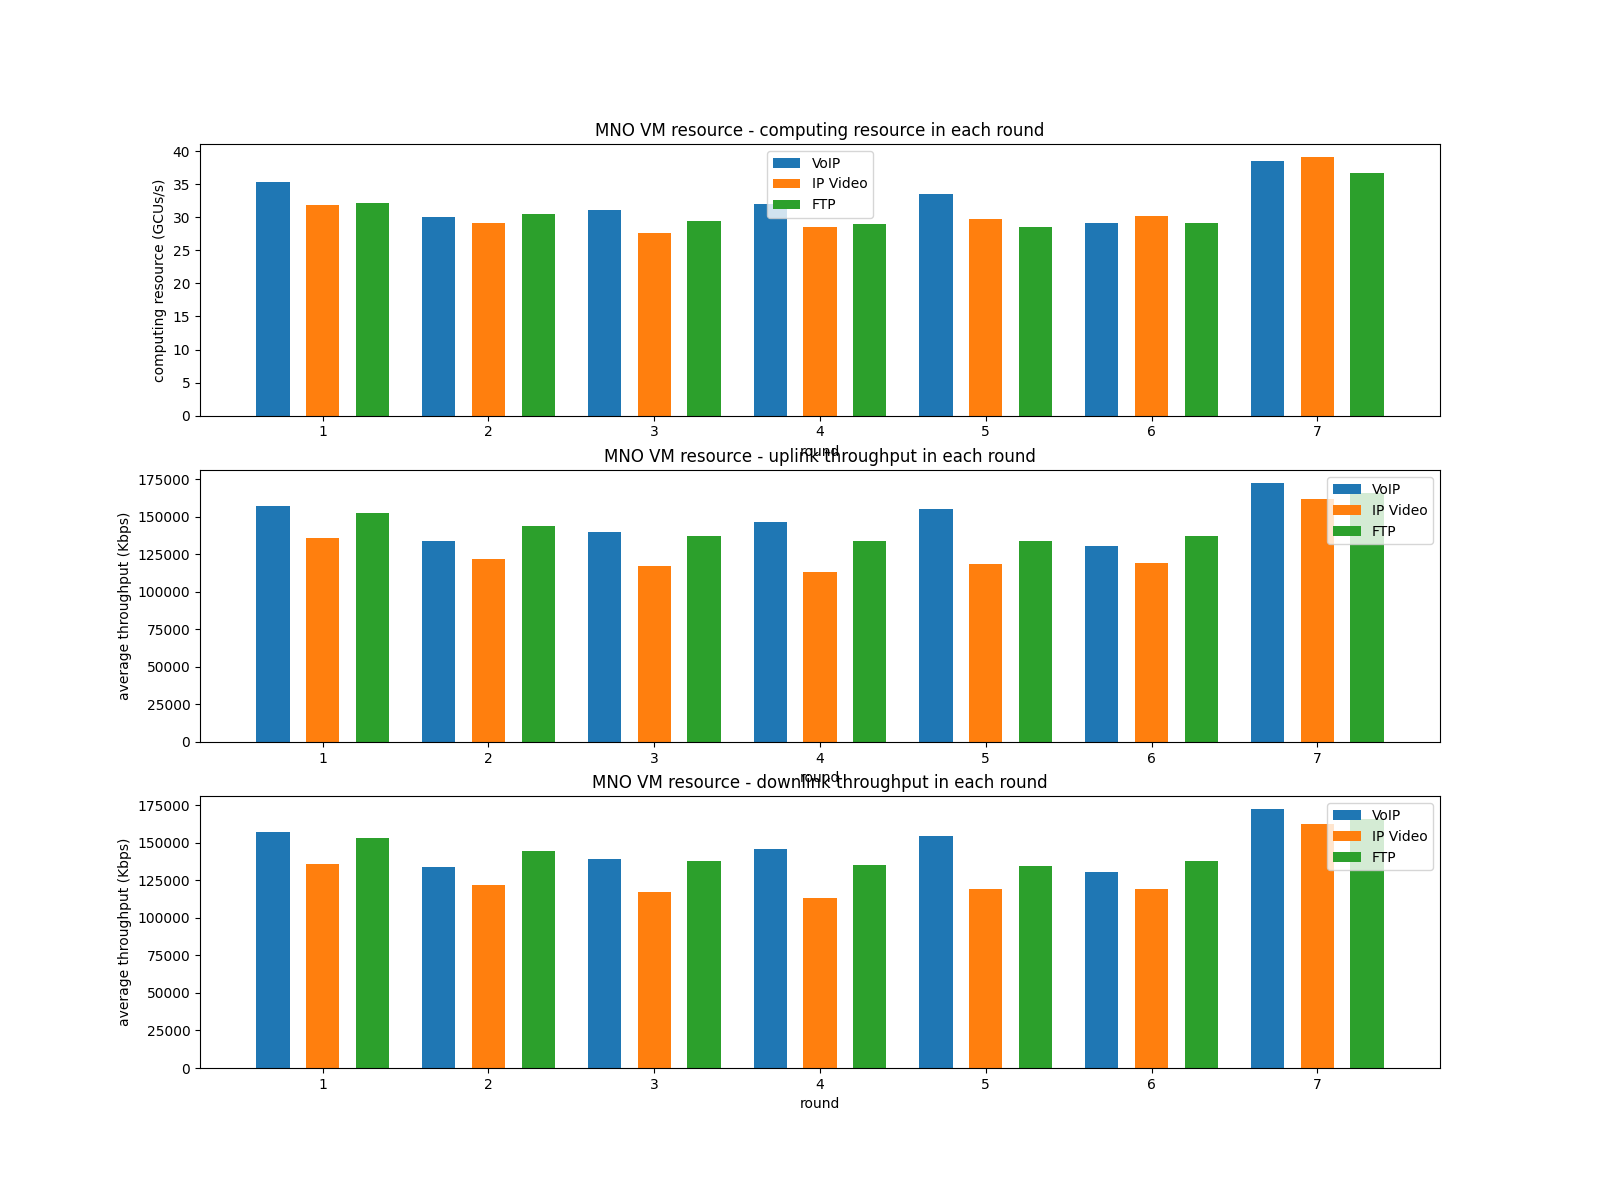 MNO VM resource - computing resource in each round
computing resource (GCUs/s)
40
35
30
25
20
15
10
5
0
VoIP
IP Video
FTP
1 2 3 4 5 6 7
round
MNO VM resource - uplink throughput in each round
average throughput (Kbps)
175000
150000
125000
100000
75000
50000
25000
0
VoIP
IP Video
FTP
1 2 3 4 5 6 7
round
MNO VM resource - downlink throughput in each round
average throughput (Kbps)
175000
150000
125000
100000
75000
50000
25000
0
VoIP
IP Video
FTP
1 2 3 4 5 6 7
round